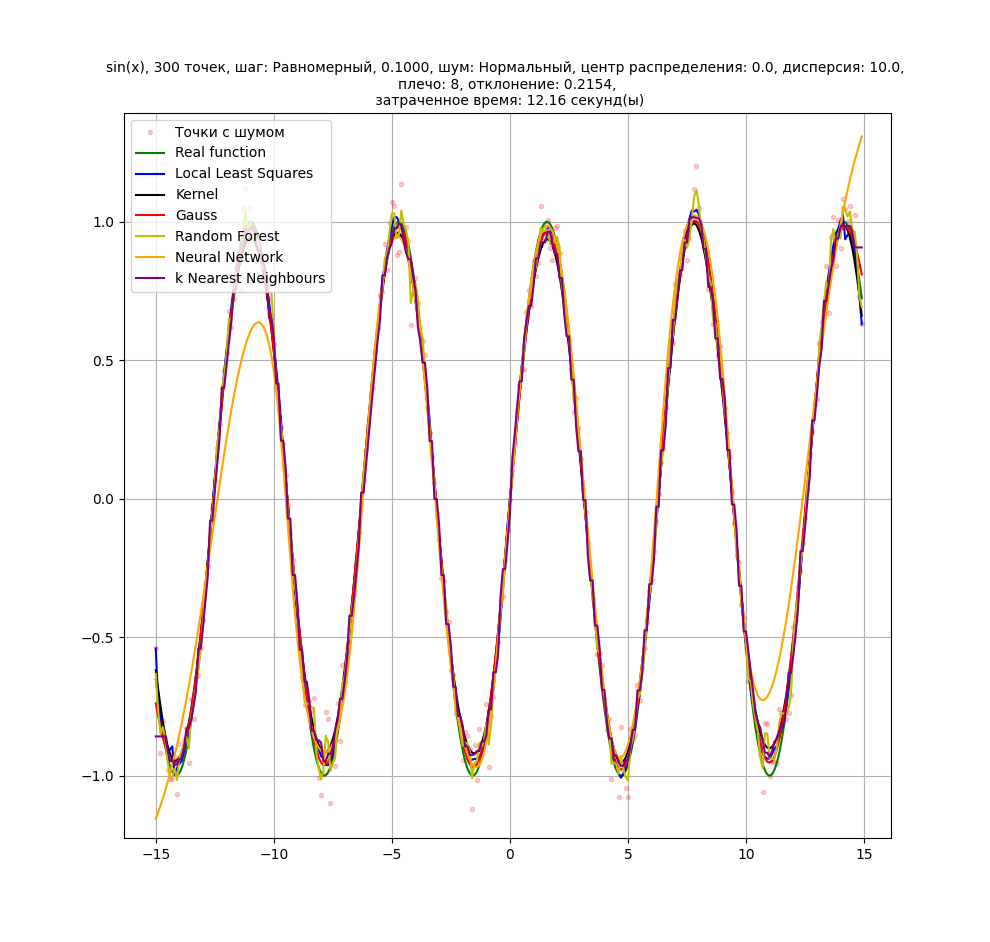 sin(x), 300 точек, шаг: Равномерный, 0.1000, шум: Нормальный, центр распределения: 0.0, дисперсия: 10.0,
плечо: 8, отклонение: 0.2154,
затраченное время: 12.16 секунд(ы)
Точки с шумом
Real function
Local Least Squares
Kernel
Gauss
Random Forest
Neural Network
k Nearest Neighbours
1.0
0.5
0.0
−0.5
−1.0
−15
−10
−5
0
5
10
15